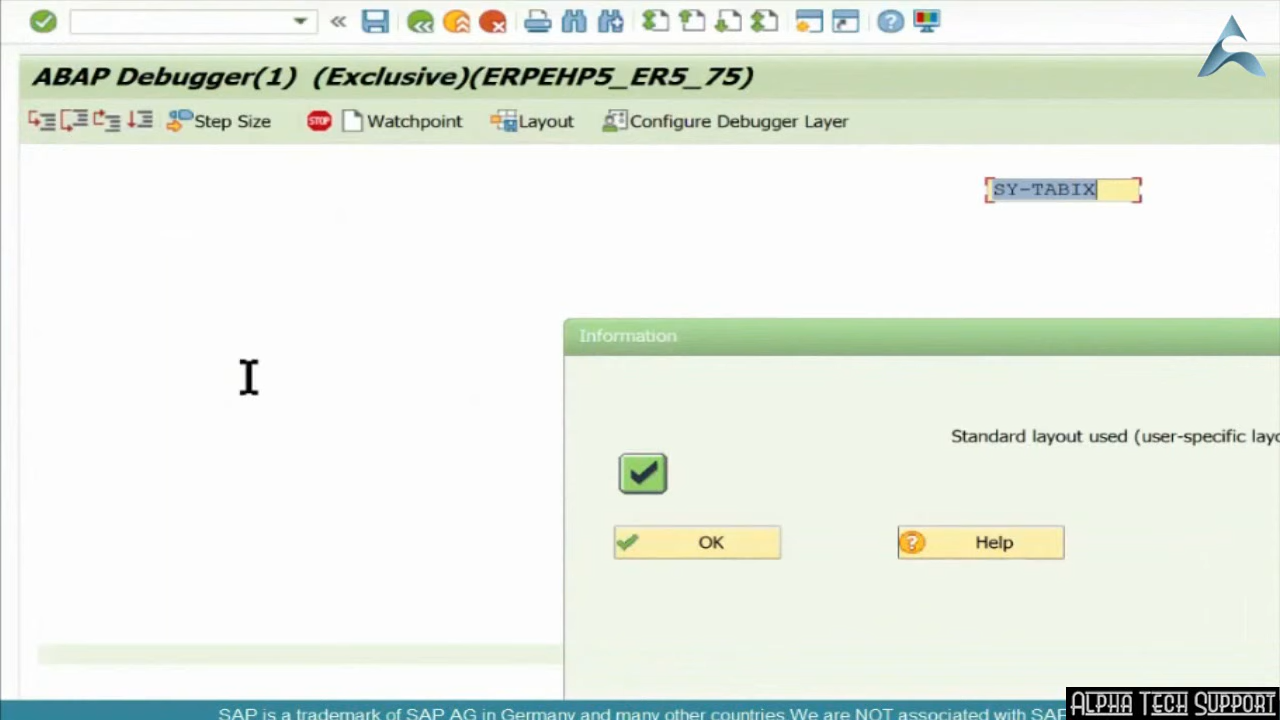 ABAP Debugger(1) (Exclusive)(ERPEHP5_ER5_75)
Step Size STOP Watchpoint Layout Configure Debugger Layer
SY-TABIX
Information
Standard layout used (user-specific layo
OK Help
SAP is a trademark of SAP AG in Germany and many other countries.We are NOT associated with SAP
ALPHA TECH SUPPORT